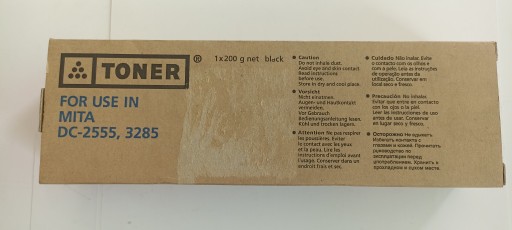 TONER ®
1x200 g net black
FOR USE IN
MITA
DC-2555, 3285
Caution
Do not inhale dust.
Avoid eye and skin contact.
Read instructions
before use.
Store in dry and cool place.
Vorsicht
Nicht einatmen.
Augen- und Hautkontakt
vermeiden.
Vor Gebrauch
Bedienungsanleitung lesen.
Kühl und trocken lagern.
Attention Ne pas respirer
les poussières. Eviter
le contact avec les yeux
et la peau. Lire les
instructions d'emploi avant
l'usage. Conserver dans un
endroit frais et sec.
Cuidado Não inalar. Evite
o contacto com os olhos e
com a pele. Leia as instruções
de operação antes da
utilização. Conservar em
local seco e fresco.
Precaución: No inhalar.
Evitar que entre en contacto
con los ojos o la piel.
Leer las instrucciones de uso
antes de usar. Conservar
en lugar seco y fresco.
Осторожно Не вдыхать.
Избегать контакта с
глазами и кожей. Прочитать
руководство по
эксплуатации перед
употреблением. Хранить в
прохладном и сухом месте.